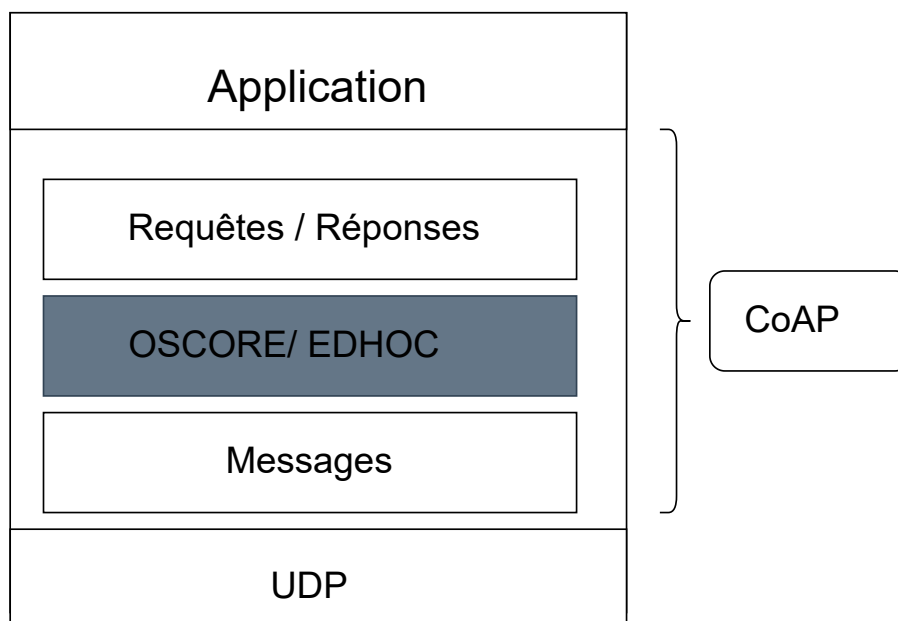 Application
Requêtes / Réponses
OSCORE/ EDHOC
CoAP
Messages
UDP